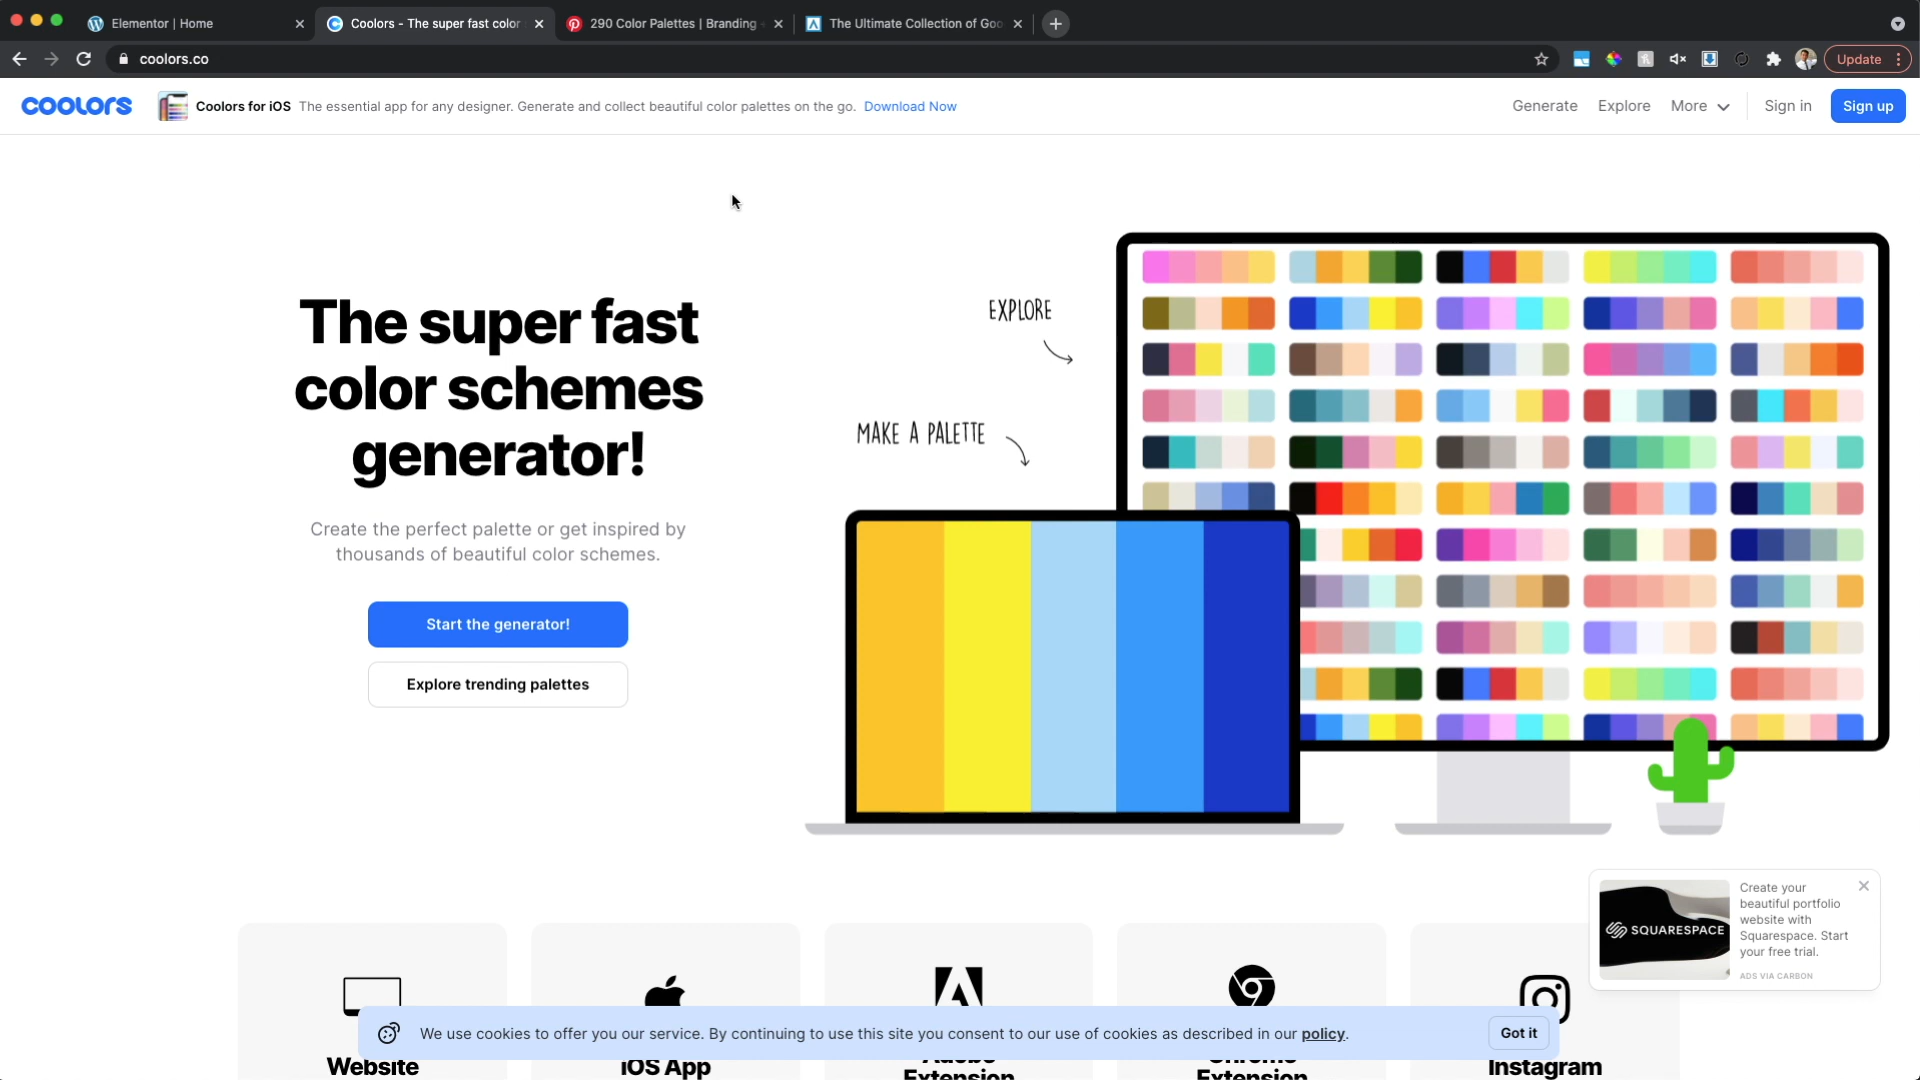 Elementor | Home
Coolors - The super fast color
290 Color Palettes | Branding
The Ultimate Collection of Goo
coolors.co
Update
coolors
Coolors for iOS The essential app for any designer. Generate and collect beautiful color palettes on the go. Download Now
Generate
Explore
More
Sign in
Sign up
The super fast
color schemes
generator!
Create the perfect palette or get inspired by
thousands of beautiful color schemes.
Start the generator!
Explore trending palettes
EXPLORE
MAKE A PALETTE
SQUARESPACE
Create your
beautiful portfolio
website with
Squarespace. Start
your free trial.
ADS VIA CARBON
We use cookies to offer you our service. By continuing to use this site you consent to our use of cookies as described in our policy.
Got it
Website
iOS App
Adobe
Extension
Chrome
Extension
Instagram